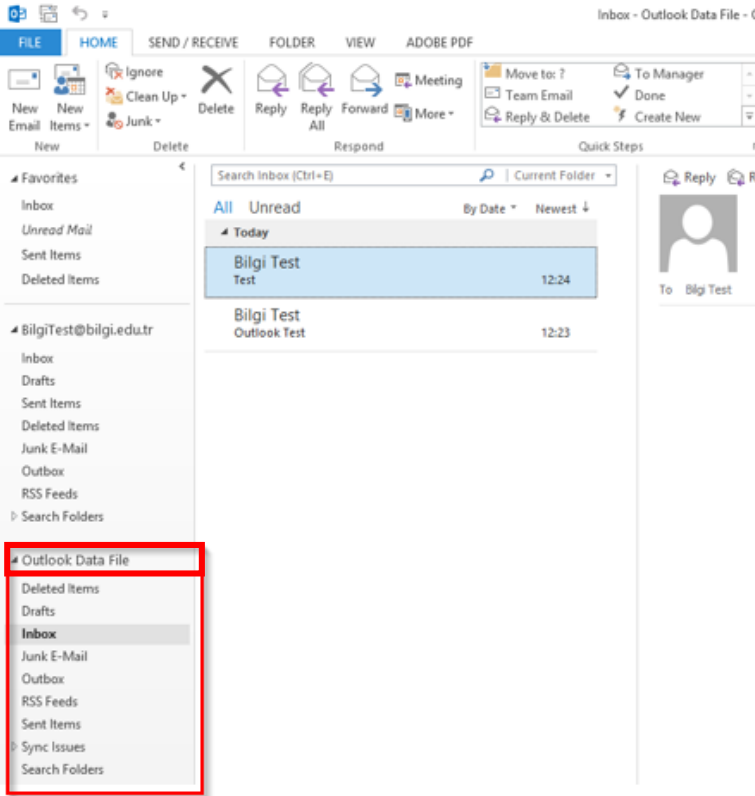 Inbox - Outlook Data File -
FILE HOME SEND / RECEIVE FOLDER VIEW ADOBE PDF
New Email
New Items
Ignore
Clean Up
Junk
Delete
Reply
Reply All
Forward
Meeting
More
Move to: ?
Team Email
Reply & Delete
To Manager
Done
Create New
New
Delete
Respond
Quick Steps
Favorites
Inbox
Unread Mail
Sent Items
Deleted Items
BilgiTest@bilgi.edu.tr
Inbox
Drafts
Sent Items
Deleted Items
Junk E-Mail
Outbox
RSS Feeds
Search Folders
Outlook Data File
Deleted Items
Drafts
Inbox
Junk E-Mail
Outbox
RSS Feeds
Sent Items
Sync Issues
Search Folders
Search Inbox (Ctrl+E)
Current Folder
All Unread
By Date Newest
Today
Bilgi Test
Test 12:24
Bilgi Test
Outlook Test 12:23
Reply
To Bilgi Test